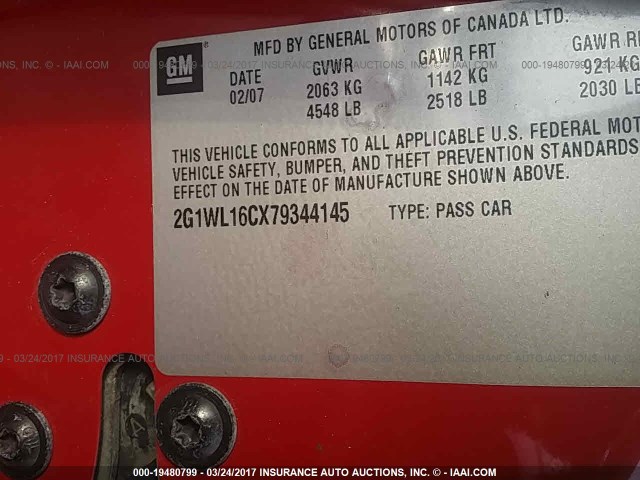 MFD BY GENERAL MOTORS OF CANADA LTD.
GM
DATE GVWR GAWR FRT GAWR
02/07 2063 KG 1142 KG 921 KG
4548 LB 2518 LB 2030 LB
THIS VEHICLE CONFORMS TO ALL APPLICABLE U.S. FEDERAL
VEHICLE SAFETY, BUMPER, AND THEFT PREVENTION STANDARDS
EFFECT ON THE DATE OF MANUFACTURE SHOWN ABOVE.
2G1WL16CX79344145 TYPE: PASS CAR
000-19480799 - 03/24/2017 INSURANCE AUTO AUCTIONS, INC. - © IAAI.COM